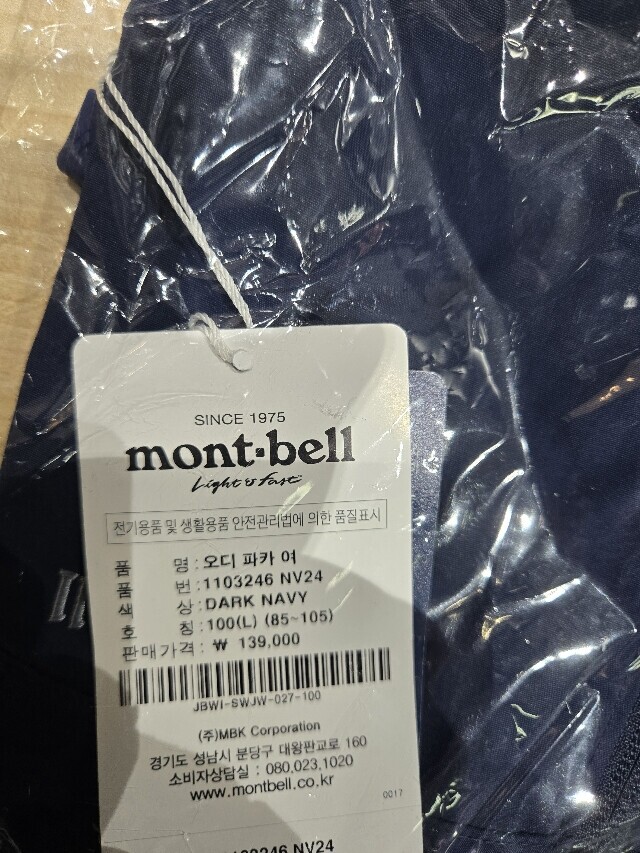 SINCE 1975
mont·bell
Light & Fast
전기용품 및 생활용품 안전관리법에 의한 품질표시
품 명 : 오디 파카 여
품 번 : 1103246 NV24
색 상 : DARK NAVY
호 칭 : 100(L) (85~105)
판매가격 : ₩ 139,000
JBWI-SWJW-027-100
(주)MBK Corporation
경기도 성남시 분당구 대왕판교로 160
소비자상담실 : 080.023.1020
www.montbell.co.kr
0017
1103246 NV24